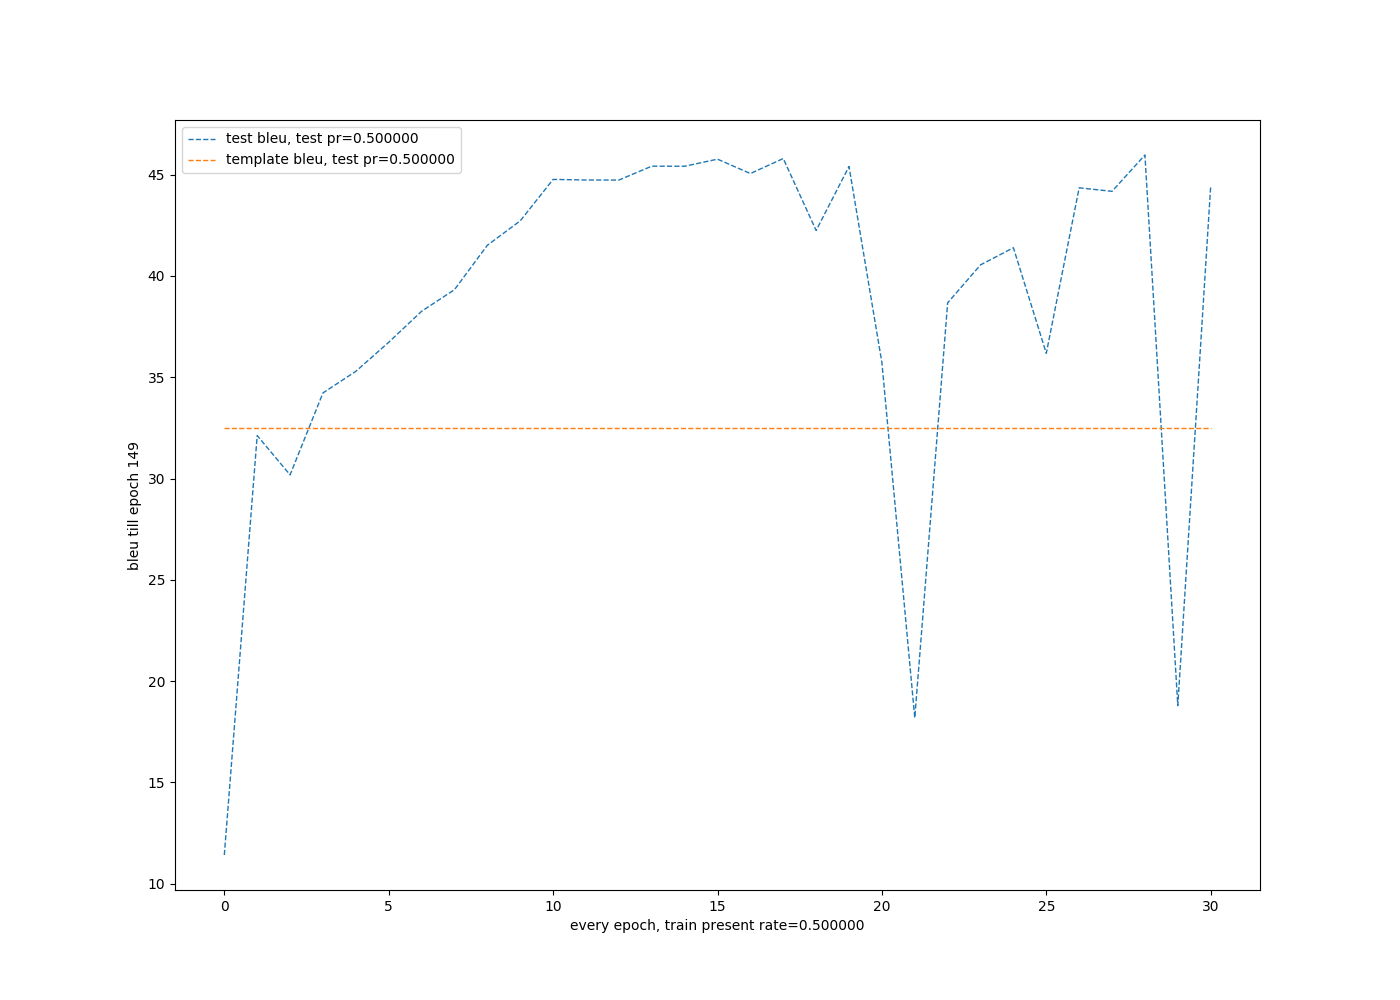 test bleu, test pr=0.500000
template bleu, test pr=0.500000
45
40
35
30
25
20
15
10
bleu till epoch 149
0 5 10 15 20 25 30
every epoch, train present rate=0.500000